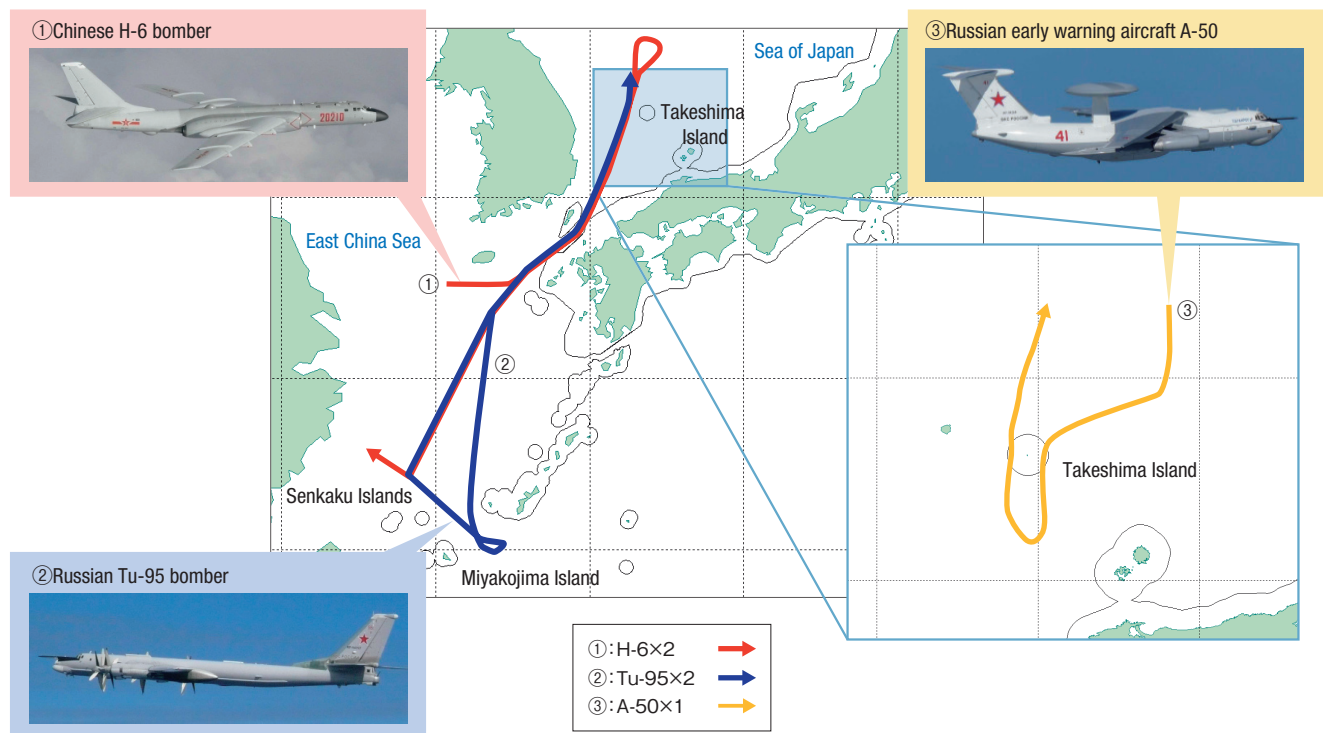 ①Chinese H-6 bomber
20210
③Russian early warning aircraft A-50
41
Sea of Japan
Takeshima
Island
East China Sea
①
②
③
Takeshima Island
Senkaku Islands
Miyakojima Island
②Russian Tu-95 bomber
①:H-6×2
②:Tu-95×2
③:A-50×1